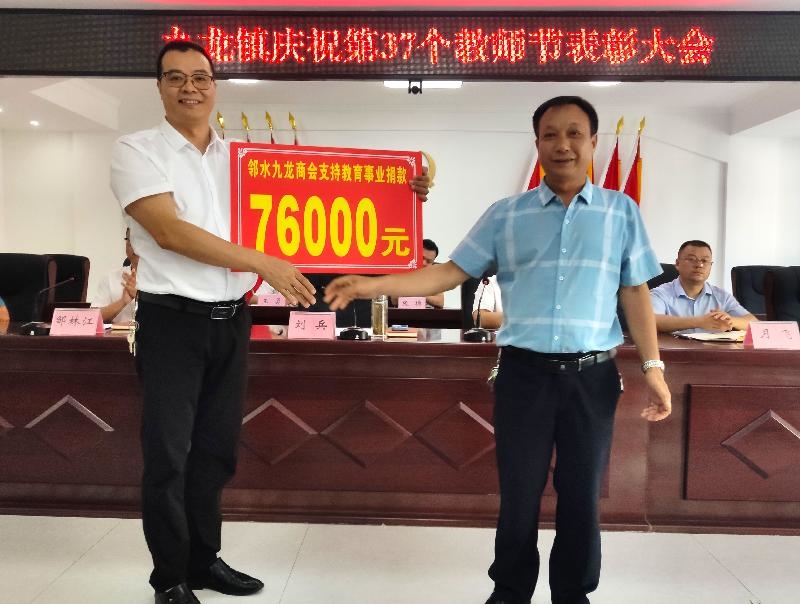 九龙镇庆祝第37个教师节表彰大会
邻水九龙商会支持教育事业捐款
76000元
邹林江
刘兵